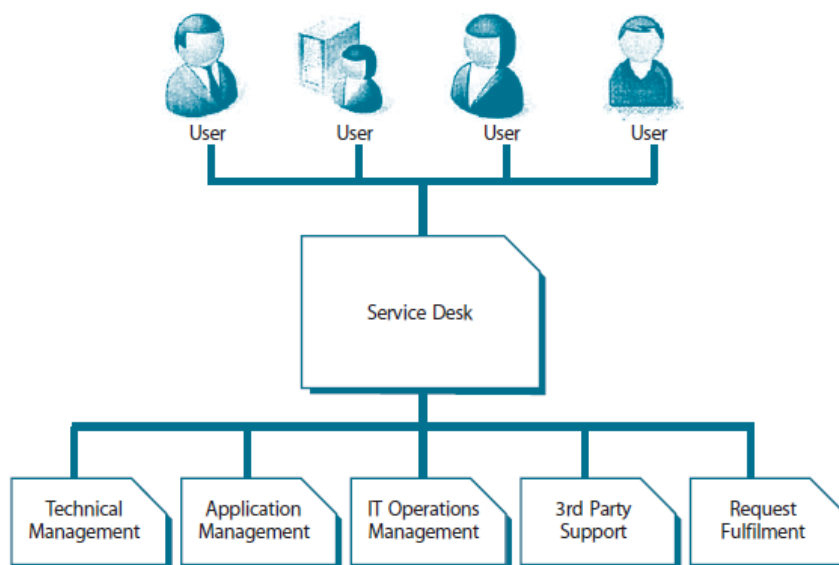 User
User
User
User
Service Desk
Technical
Management
Application
Management
IT Operations
Management
3rd Party
Support
Request
Fulfilment